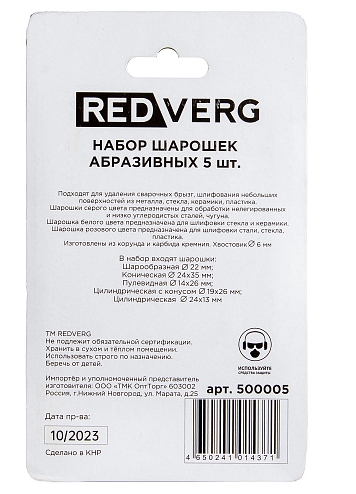 REDVERG
НАБОР ШАРОШЕК
АБРАЗИВНЫХ 5 шт.
Подходят для удаления сварочных брызг, шлифования небольших
поверхностей из металла, стекла, керамики, пластика.
Шарошки серого цвета предназначены для обработки нелегированных
и низко углеродистых сталей, чугуна.
Шарошка белого цвета предназначены для шлифовки стекла и керамики.
Шарошка розового цвета предназначены для шлифовки стали, стекла,
пластика.
Изготовлены из корунда и карбида кремния. Хвостовик Ø 6 мм
В набор входят шарошки:
Шарообразная Ø 22 мм;
Коническая Ø 24х35 мм;
Пулевидная Ø 14х26 мм;
Цилиндрическая с конусом Ø 19х26 мм;
Цилиндрическая Ø 24х13 мм
ТМ REDVERG
Не подлежит обязательной сертификации.
Хранить в сухом и тёплом помещении.
Использовать строго по назначению.
Беречь от детей.
ИСПОЛЬЗУЙТЕ
СРЕДСТВА ЗАЩИТЫ
Импортёр и уполномоченный представитель
изготовителя: ООО «ТМК ОптТорг» 603002
Россия, г.Нижний Новгород, ул. Марата, д.25
арт. 500005
Дата пр-ва:
10/2023
Сделано в КНР
4 650241 014371